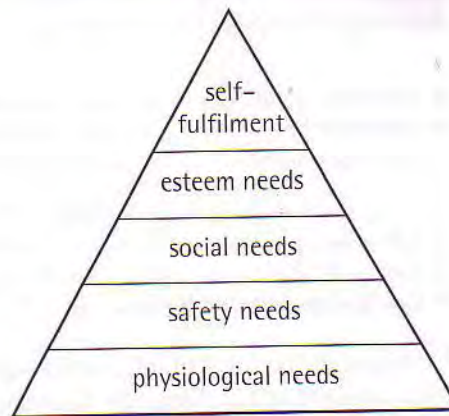 self-
fulfilment
esteem needs
social needs
safety needs
physiological needs